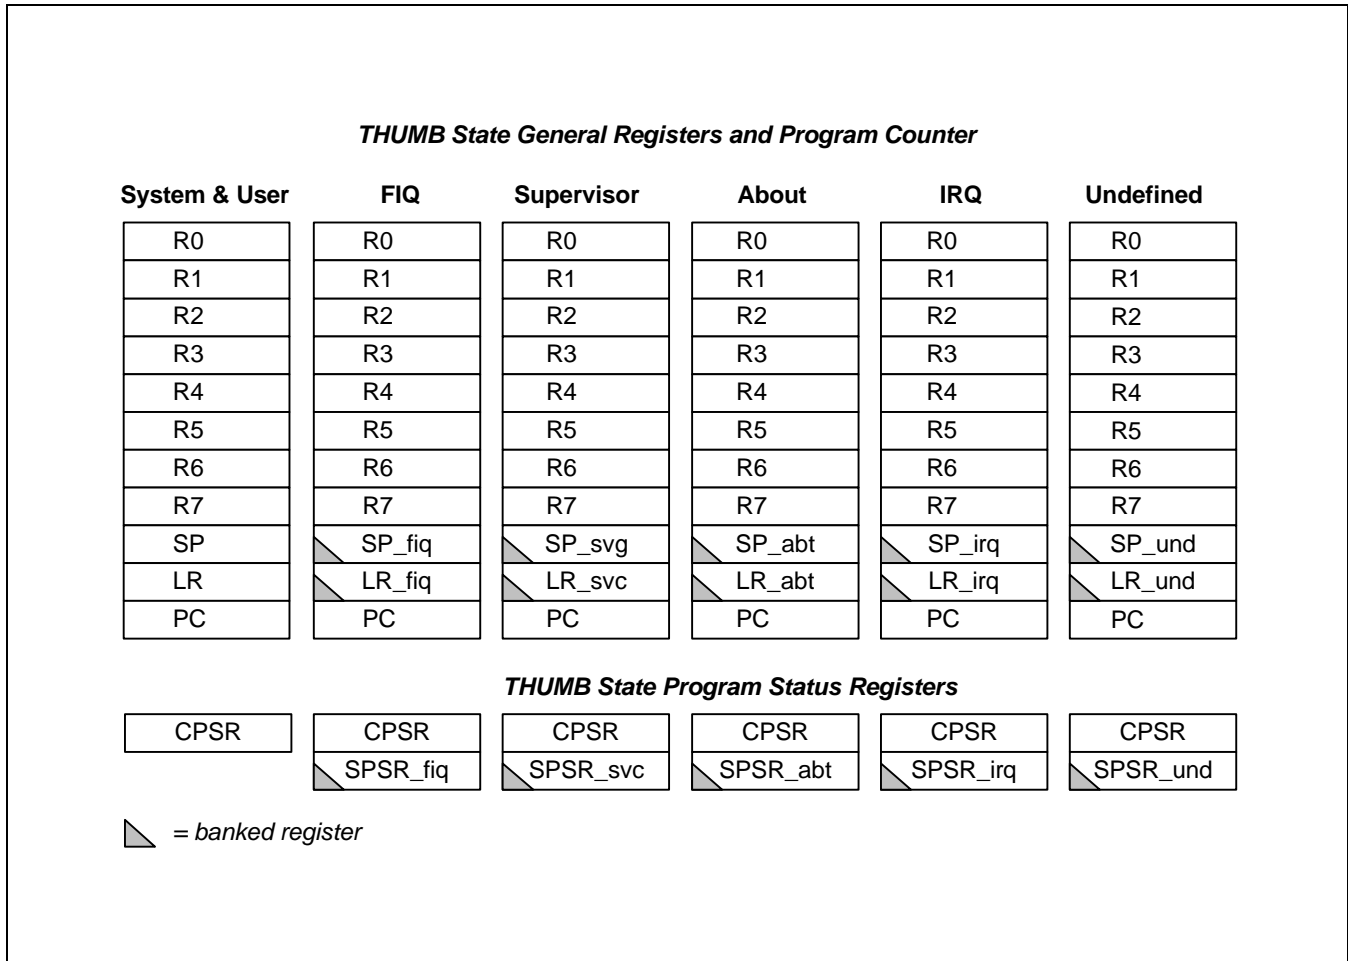 THUMB State General Registers and Program Counter
System & User FIQ Supervisor About IRQ Undefined
R0 R0 R0 R0 R0 R0
R1 R1 R1 R1 R1 R1
R2 R2 R2 R2 R2 R2
R3 R3 R3 R3 R3 R3
R4 R4 R4 R4 R4 R4
R5 R5 R5 R5 R5 R5
R6 R6 R6 R6 R6 R6
R7 R7 R7 R7 R7 R7
SP SP_fiq SP_svg SP_abt SP_irq SP_und
LR LR_fiq LR_svc LR_abt LR_irq LR_und
PC PC PC PC PC PC
THUMB State Program Status Registers
CPSR CPSR CPSR CPSR CPSR CPSR
SPSR_fiq SPSR_svc SPSR_abt SPSR_irq SPSR_und
= banked register